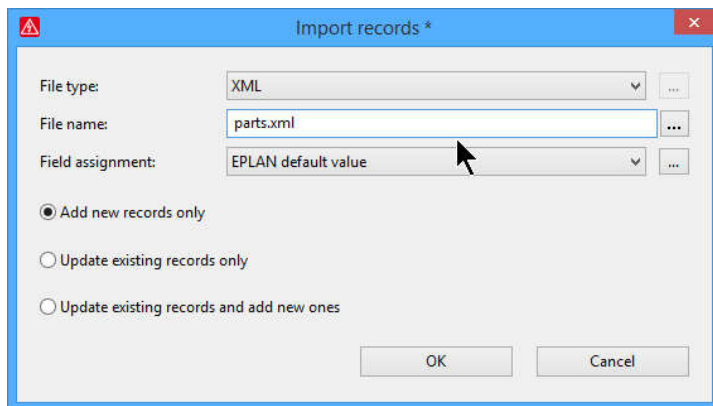 Import records *
File type: XML ...
File name: parts.xml ...
Field assignment: EPLAN default value ...
Add new records only
Update existing records only
Update existing records and add new ones
OK Cancel